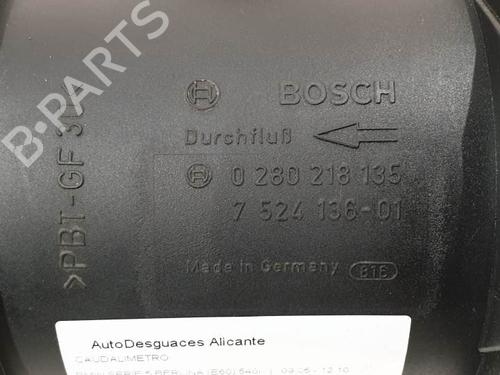 B-PARTS
BOSCH
Durchfluß
0 280 218 135
7 524 136-01
Made in Germany B16
>PBT-GF 30<
AutoDesguaces Alicante
CAUDALIMETRO